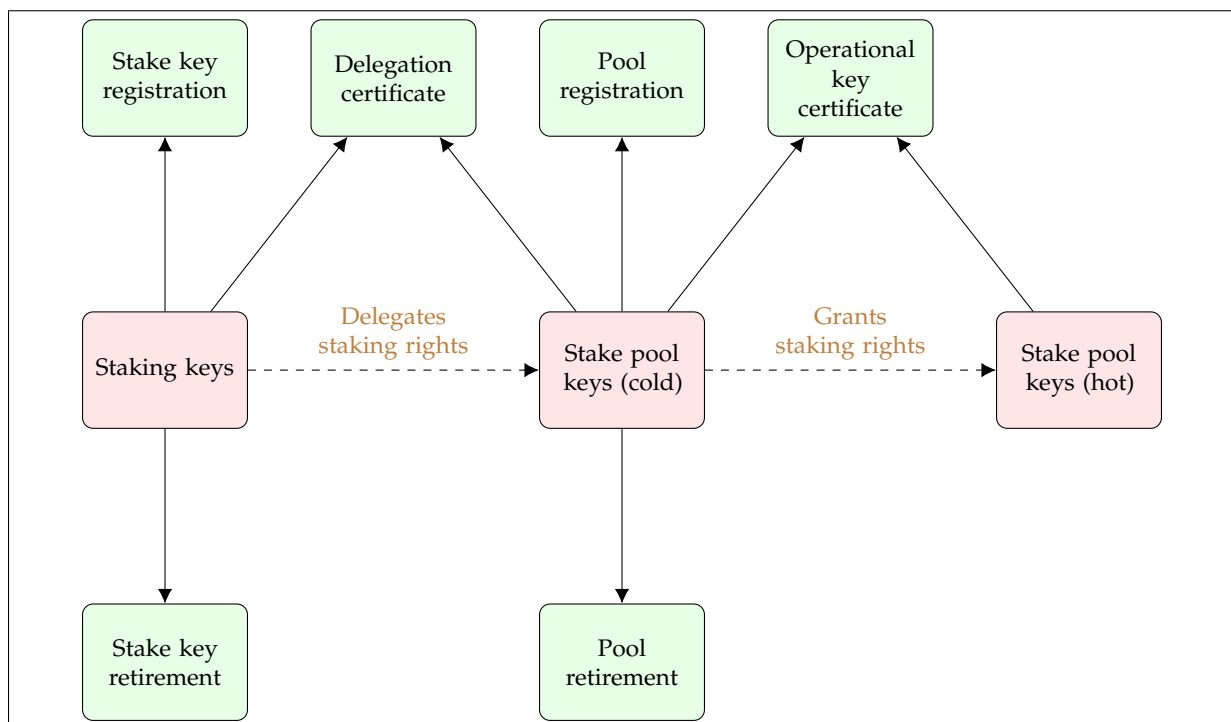 Stake key
registration
Delegation
certificate
Pool
registration
Operational
key
certificate
Staking keys
Delegates
staking rights
Stake pool
keys (cold)
Grants
staking rights
Stake pool
keys (hot)
Stake key
retirement
Pool
retirement